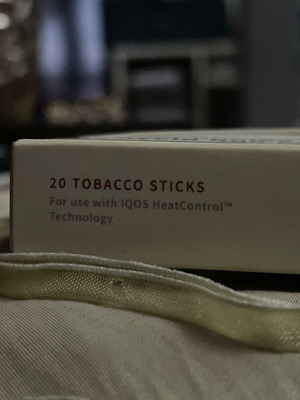 20 TOBACCO STICKS
For use with IQOS HeatControl™
Technology